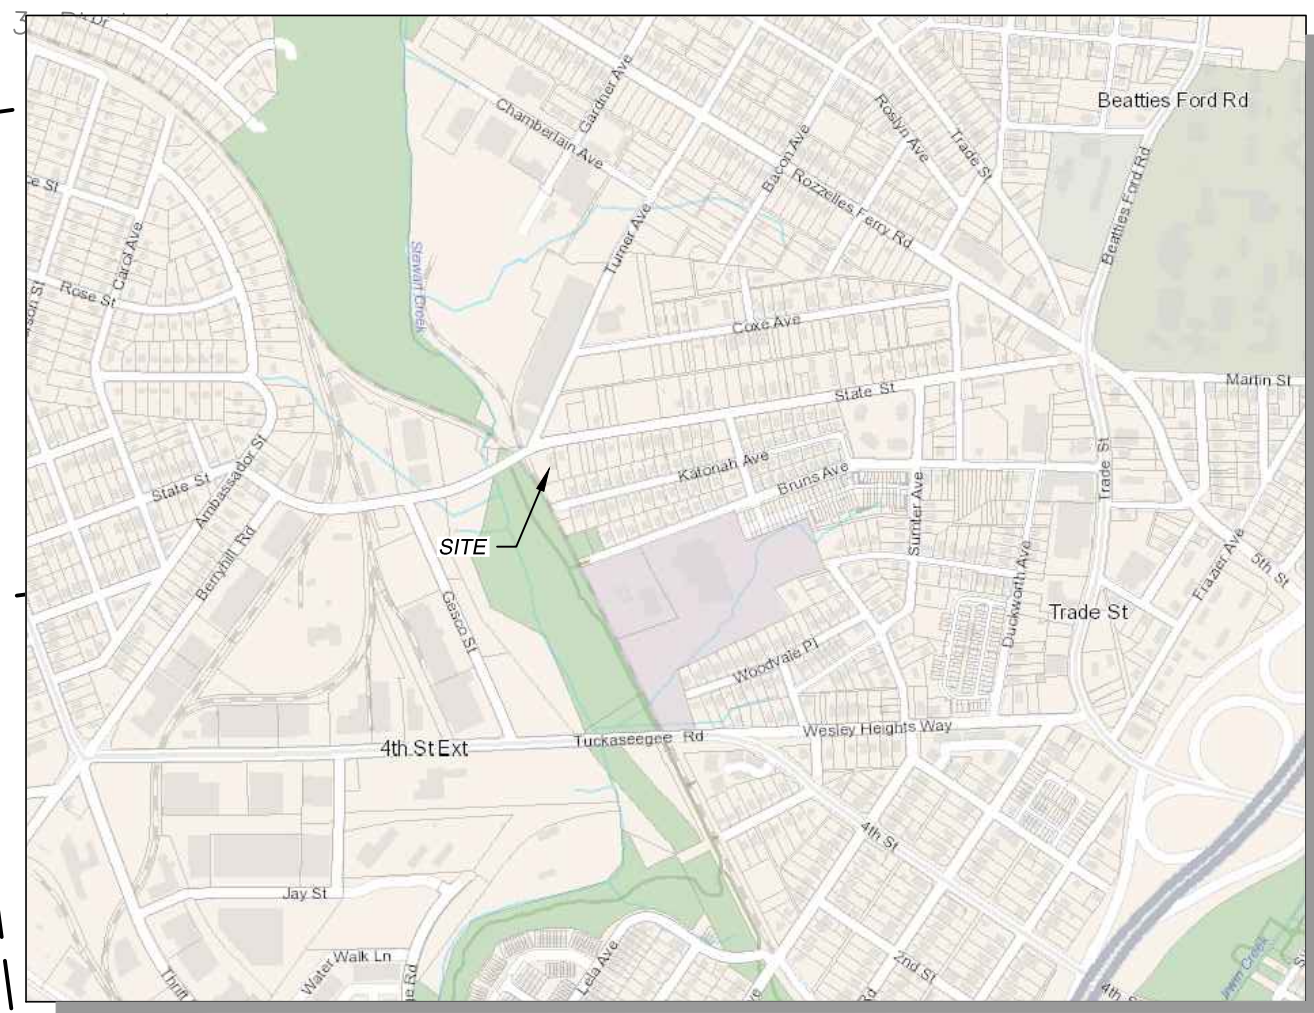 Beatties Ford Rd
Gardner Ave
Chamberlain Ave
Roslyn Ave
Trade St
Bacon Ave
Rozzelles Ferry Rd
Beatties Ford Rd
Turner Ave
Carol Ave
Rose St
Stewart Creek
Coxe Ave
State St
Martin St
Katonah Ave
Bruns Ave
Trade St
State St
Ambassador St
Sumter Ave
SITE
Berryhill Rd
Gesco St
Duckworth Ave
Frazier Ave
5th St
Trade St
Woodvale Pl
Wesley Heights Way
Tuckaseegee Rd
4th St Ext
4th St
Jay St
Water Walk Ln
Lela Ave
2nd St
Thrift
Irwin Creek